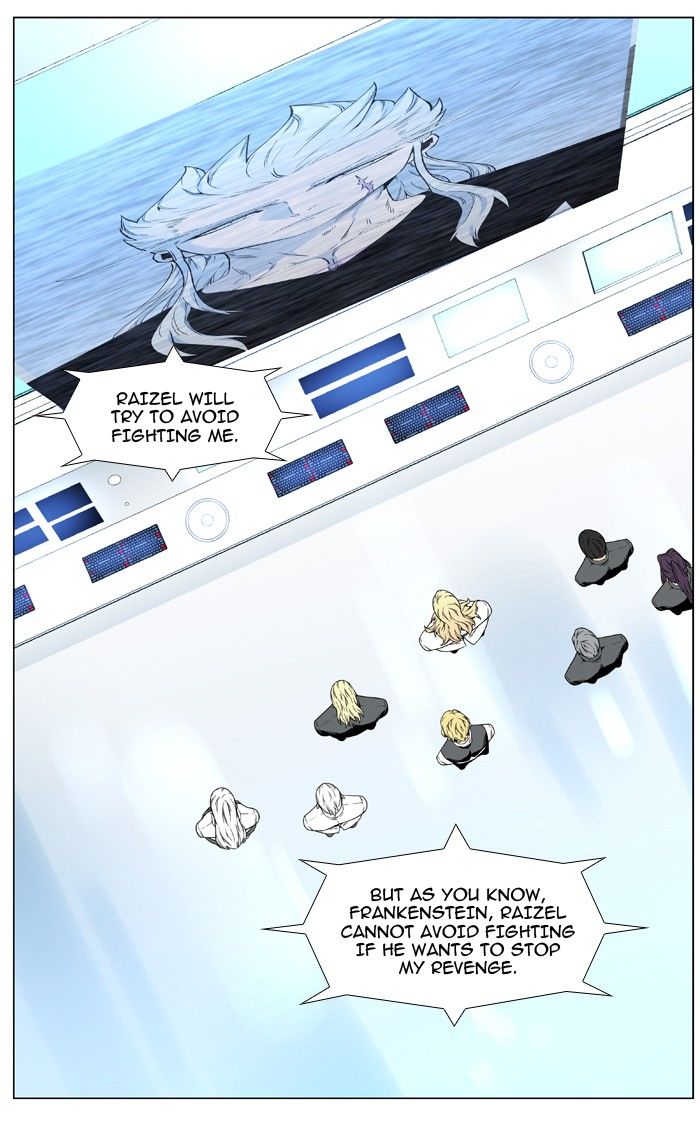 RAIZEL WILL
TRY TO AVOID
FIGHTING ME.
BUT AS YOU KNOW,
FRANKENSTEIN, RAIZEL
CANNOT AVOID FIGHTING
IF HE WANTS TO STOP
MY REVENGE.